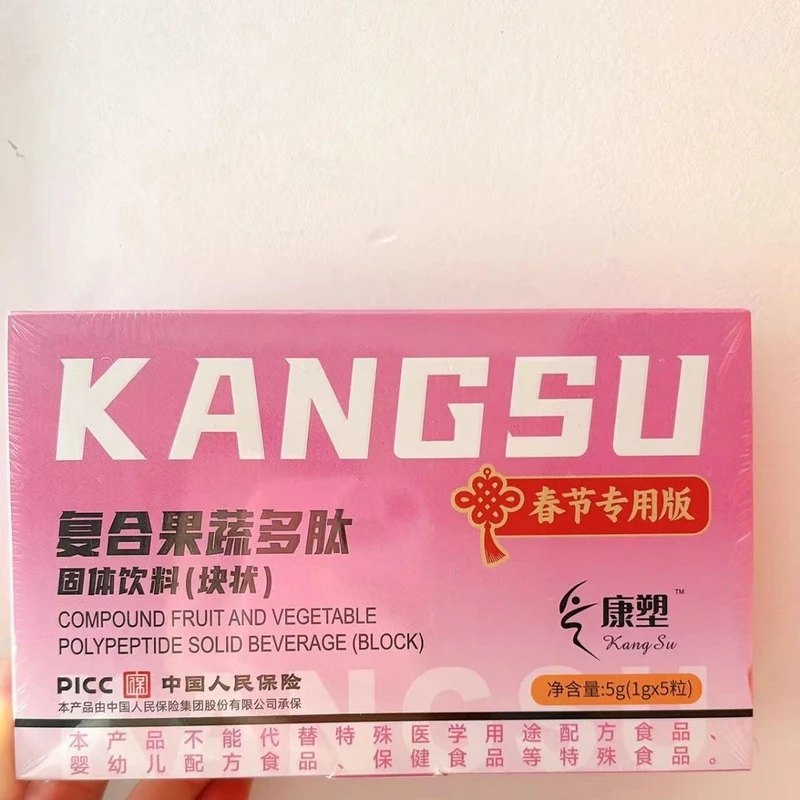 KANGSU
春节专用版
复合果蔬多肽
固体饮料(块状)
COMPOUND FRUIT AND VEGETABLE
POLYPEPTIDE SOLID BEVERAGE (BLOCK)
康塑™
KangSu
PICC 中国人民保险
本产品由中国人民保险集团股份有限公司承保
净含量:5g(1gx5粒)
KANGSU
本产品不能代替特殊医学用途配方食品、
婴幼儿配方食品、保健食品等特殊食品。